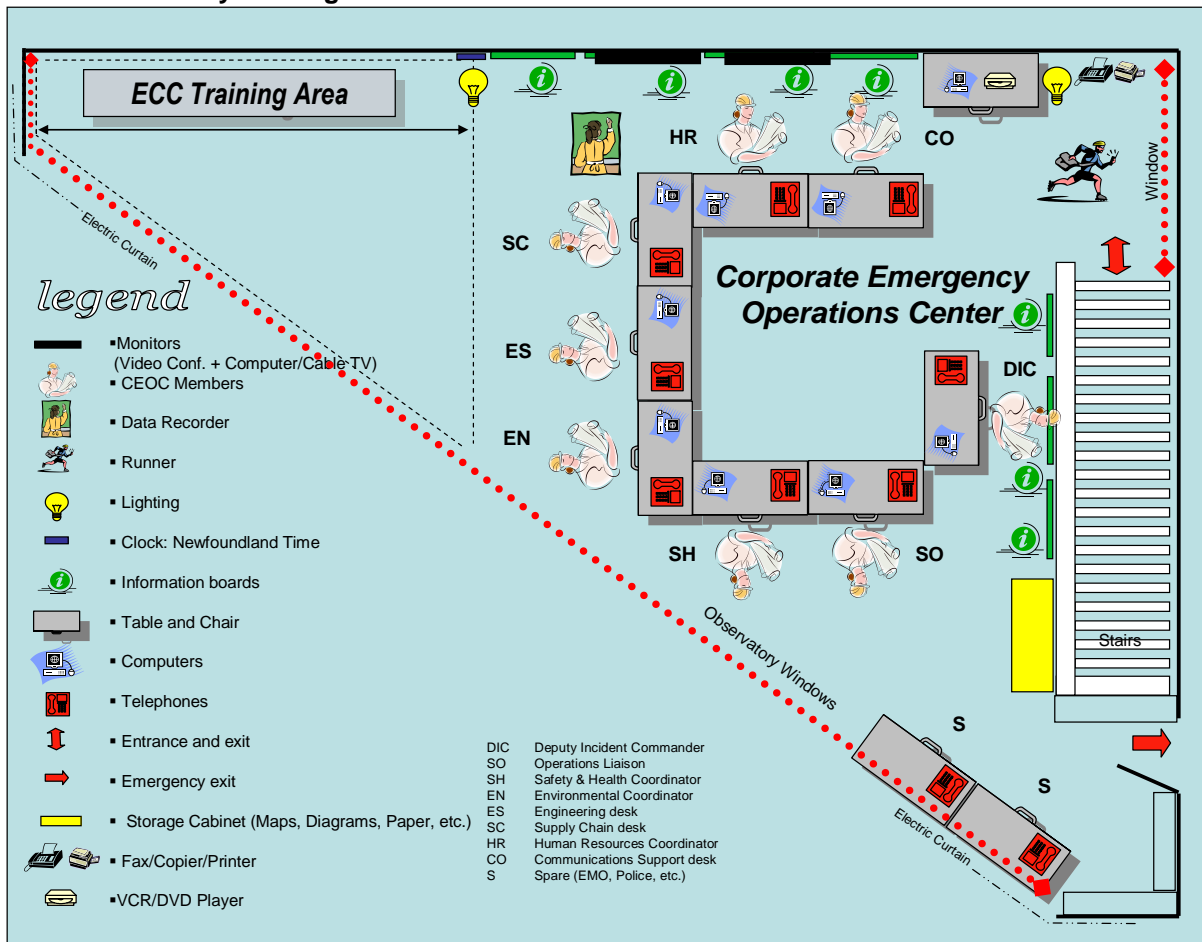 ECC Training Area
HR
CO
Window
Electric Curtain
SC
Corporate Emergency
Operations Center
legend
ES
DIC
▪Monitors
(Video Conf. + Computer/Cable TV)
▪ CEOC Members
▪ Data Recorder
EN
▪ Runner
▪ Lighting
SH
SO
▪ Clock: Newfoundland Time
▪ Information boards
▪ Table and Chair
Observatory Windows
Stairs
▪ Computers
▪ Telephones
S
▪ Entrance and exit
DIC Deputy Incident Commander
SO Operations Liaison
SH Safety & Health Coordinator
EN Environmental Coordinator
ES Engineering desk
SC Supply Chain desk
HR Human Resources Coordinator
CO Communications Support desk
S Spare (EMO, Police, etc.)
S
▪ Emergency exit
Electric Curtain
▪ Storage Cabinet (Maps, Diagrams, Paper, etc.)
▪ Fax/Copier/Printer
▪VCR/DVD Player